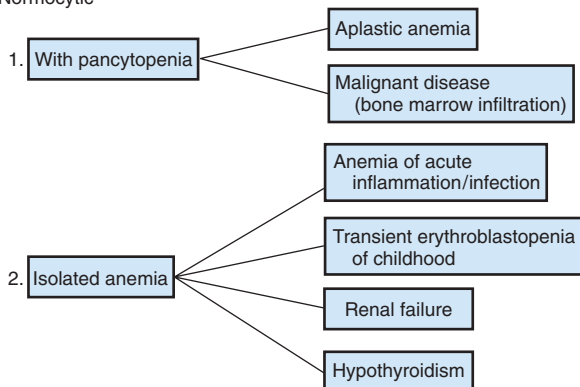 Normocytic
1. With pancytopenia
Aplastic anemia
Malignant disease
(bone marrow infiltration)
2. Isolated anemia
Anemia of acute
inflammation/infection
Transient erythroblastopenia
of childhood
Renal failure
Hypothyroidism